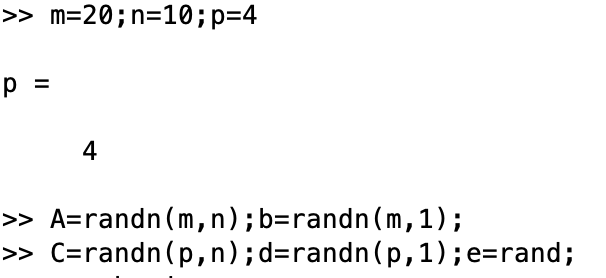 >> m=20;n=10;p=4
p =
4
>> A=randn(m,n);b=randn(m,1);
>> C=randn(p,n);d=randn(p,1);e=rand;